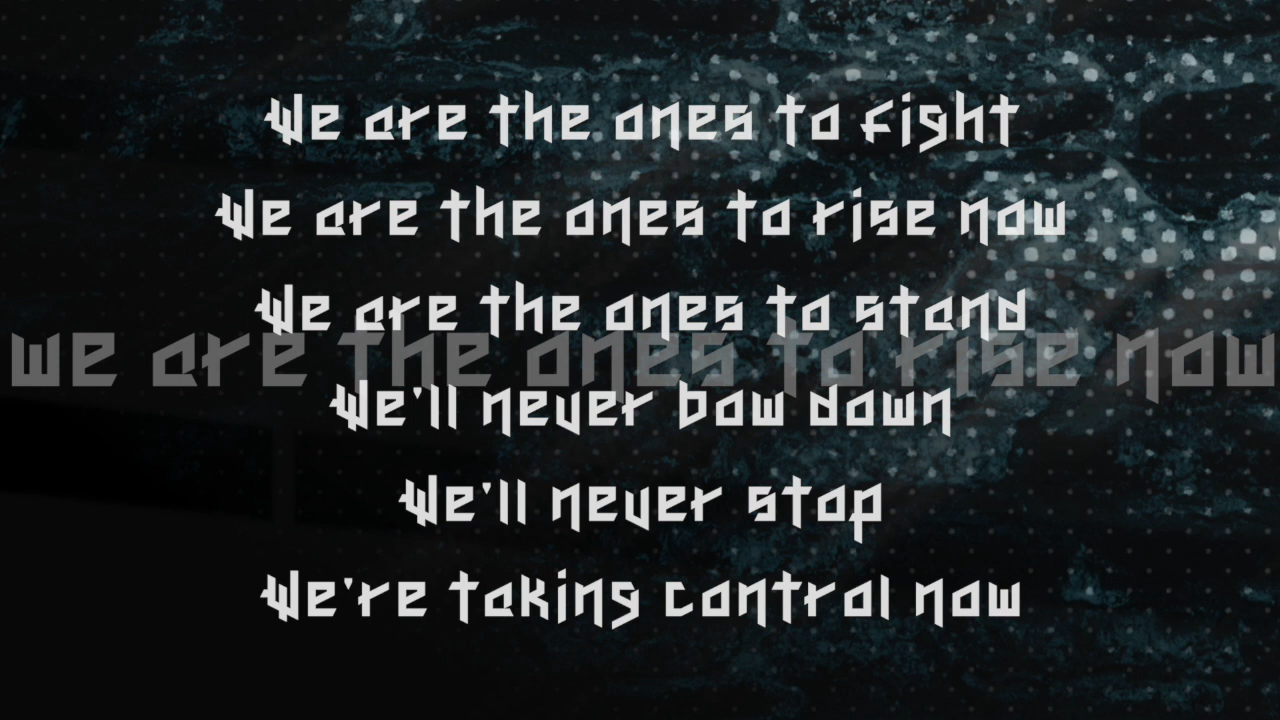 We are the ones to fight
We are the ones to rise now
We are the ones to stand
we are the ones to rise now
We'll never bow down
We'll never stop
We're taking control now